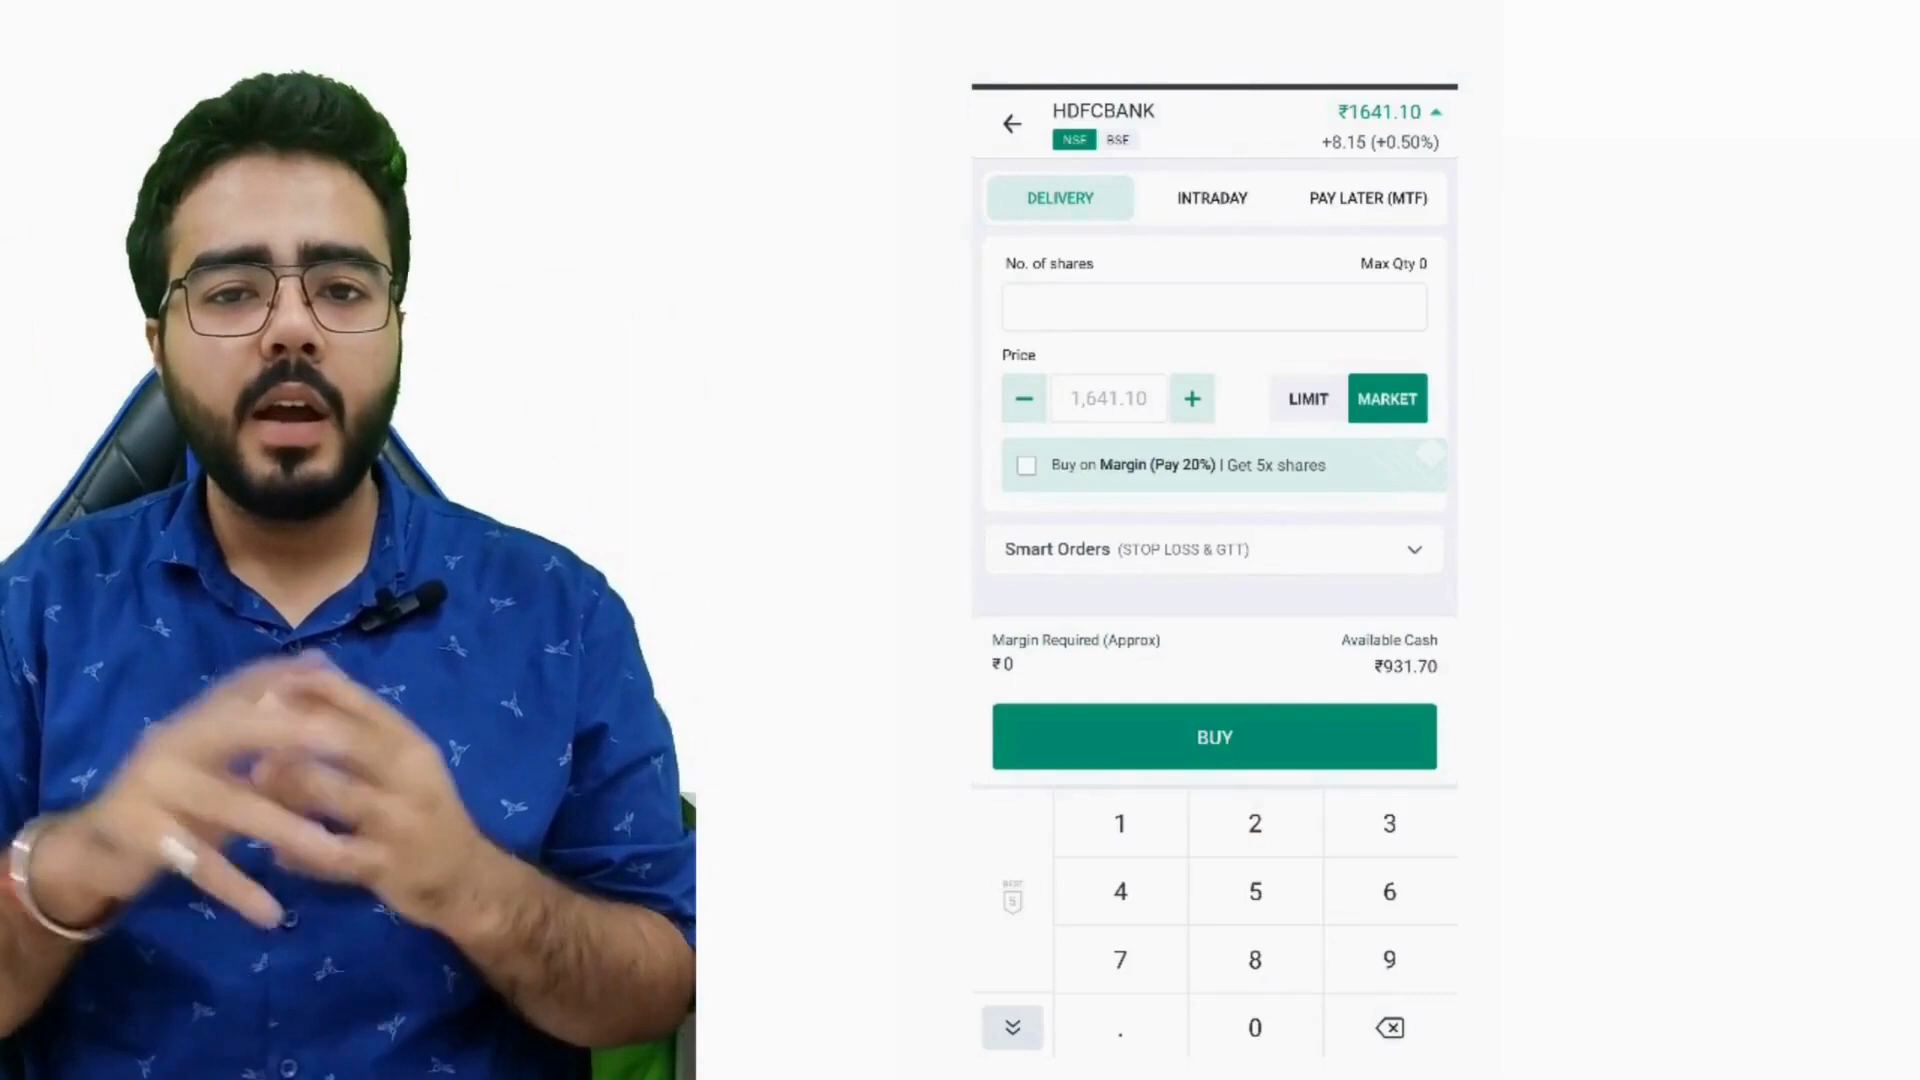 HDFCBANK
₹1641.10
NSE BSE
+8.15 (+0.50%)
DELIVERY INTRADAY PAY LATER (MTF)
No. of shares Max Qty 0
Price
1,641.10
LIMIT MARKET
Buy on Margin (Pay 20%) | Get 5x shares
Smart Orders (STOP LOSS & GTT)
Margin Required (Approx) Available Cash
₹0 ₹931.70
BUY
1 2 3
BEST
5
4 5 6
7 8 9
. 0